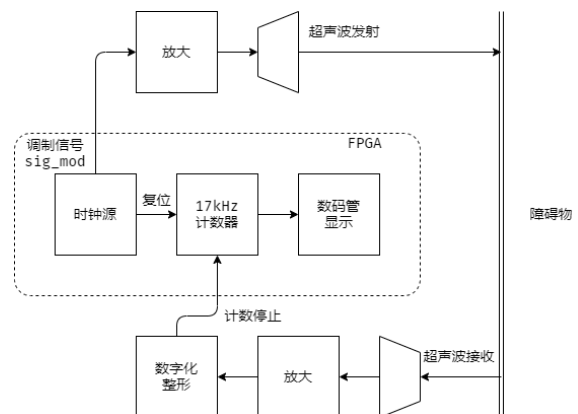 超声波发射
放大
调制信号
sig_mod
FPGA
时钟源
复位
17kHz
计数器
数码管
显示
障碍物
计数停止
超声波接收
数字化
整形
放大